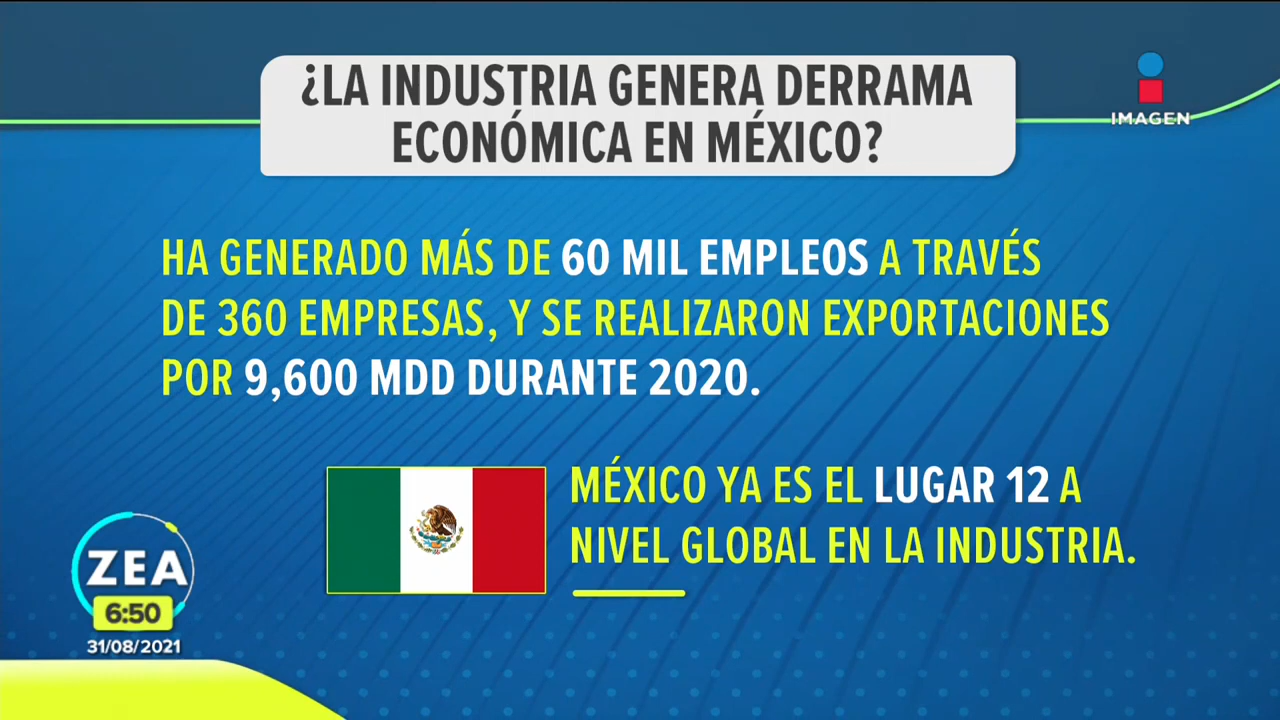 ¿LA INDUSTRIA GENERA DERRAMA
ECONÓMICA EN MÉXICO?
IMAGEN
HA GENERADO MÁS DE 60 MIL EMPLEOS A TRAVÉS
DE 360 EMPRESAS, Y SE REALIZARON EXPORTACIONES
POR 9,600 MDD DURANTE 2020.
MÉXICO YA ES EL LUGAR 12 A
NIVEL GLOBAL EN LA INDUSTRIA.
ZEA
6:50
31/08/2021